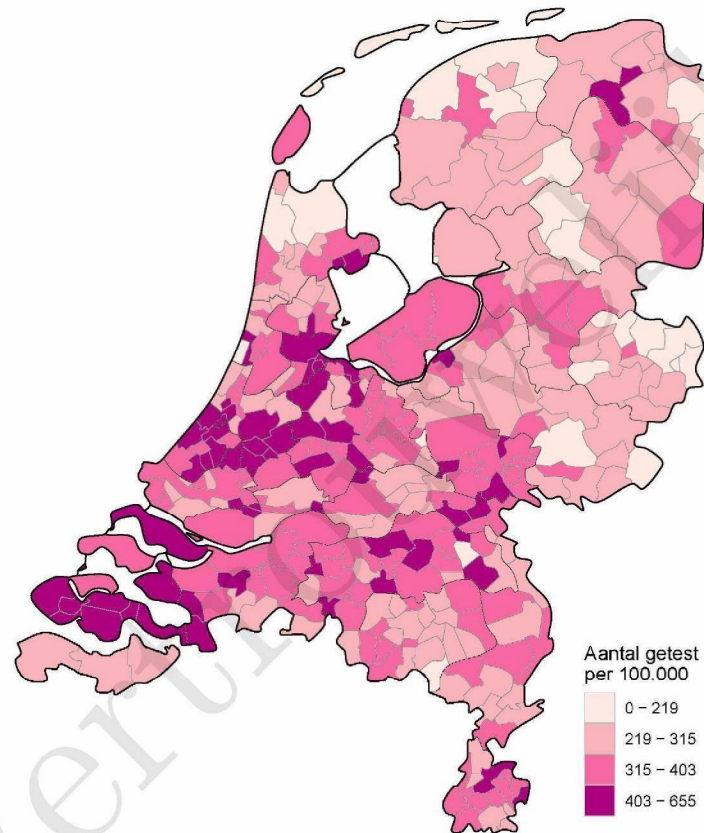 Aantal getest
per 100.000
0 – 219
219 – 315
315 – 403
403 – 655